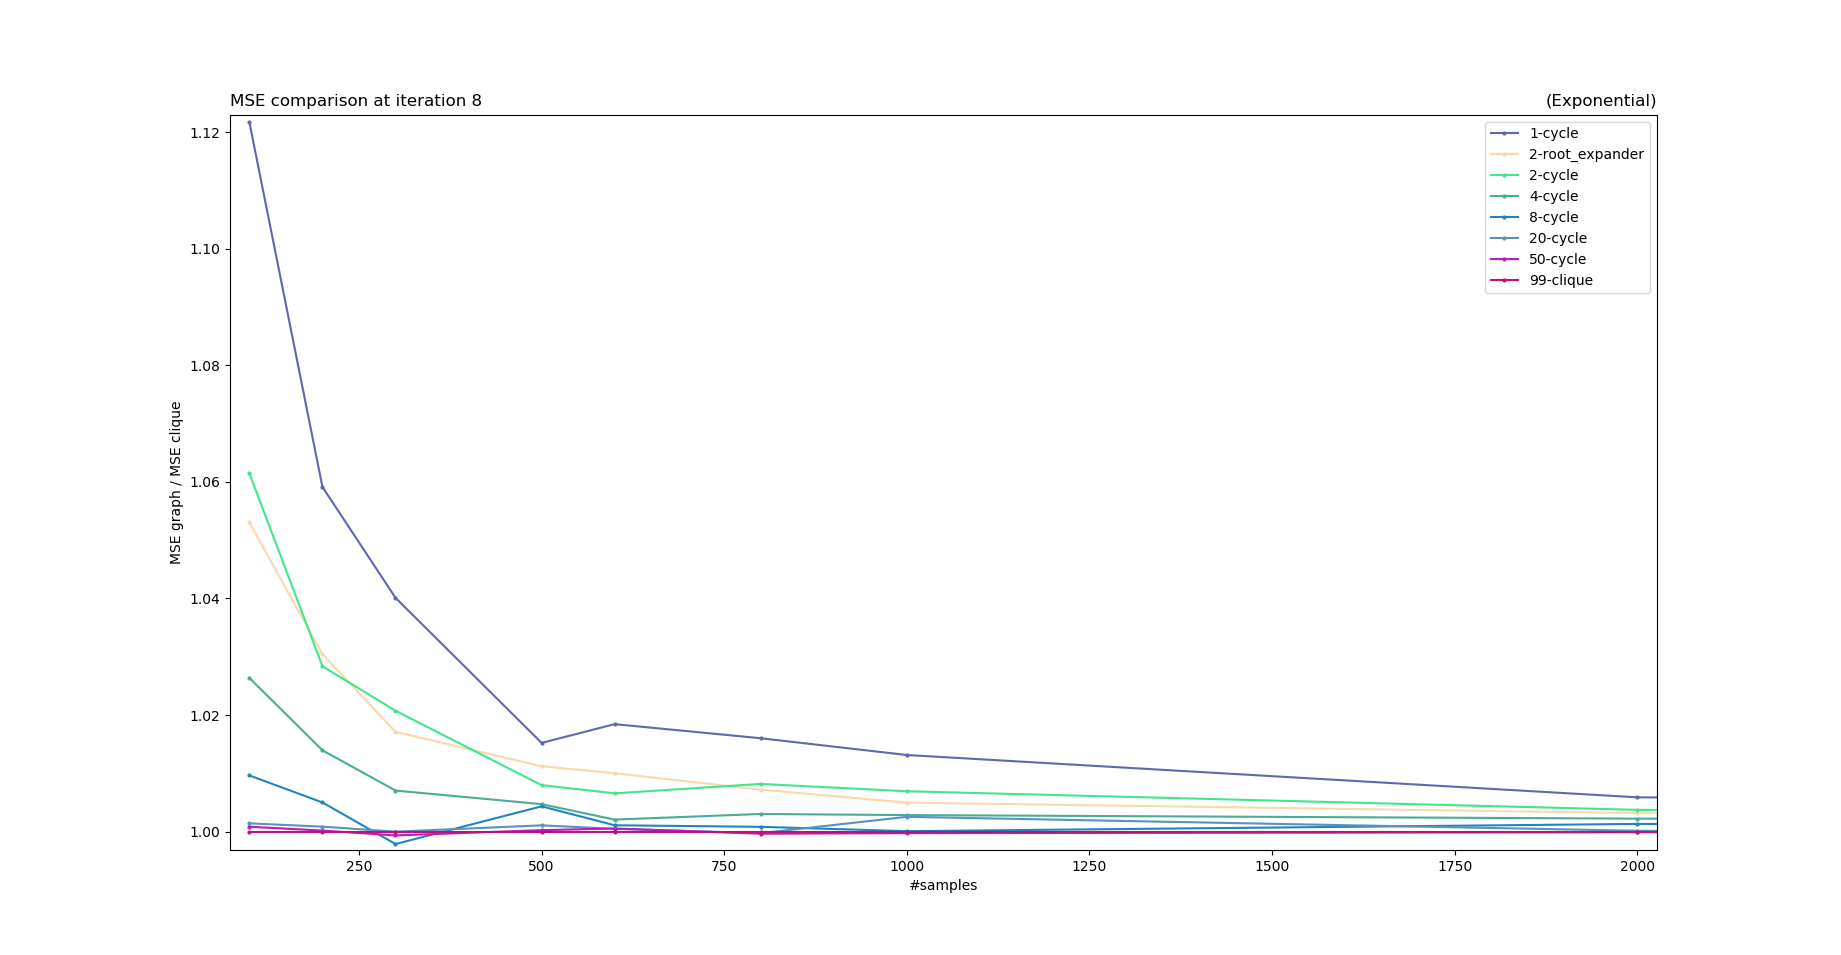 MSE comparison at iteration 8
(Exponential)
1.12
1.10
1.08
1.06
1.04
1.02
1.00
MSE graph / MSE clique
1-cycle
2-root_expander
2-cycle
4-cycle
8-cycle
20-cycle
50-cycle
99-clique
250
500
750
1000
1250
1500
1750
2000
#samples